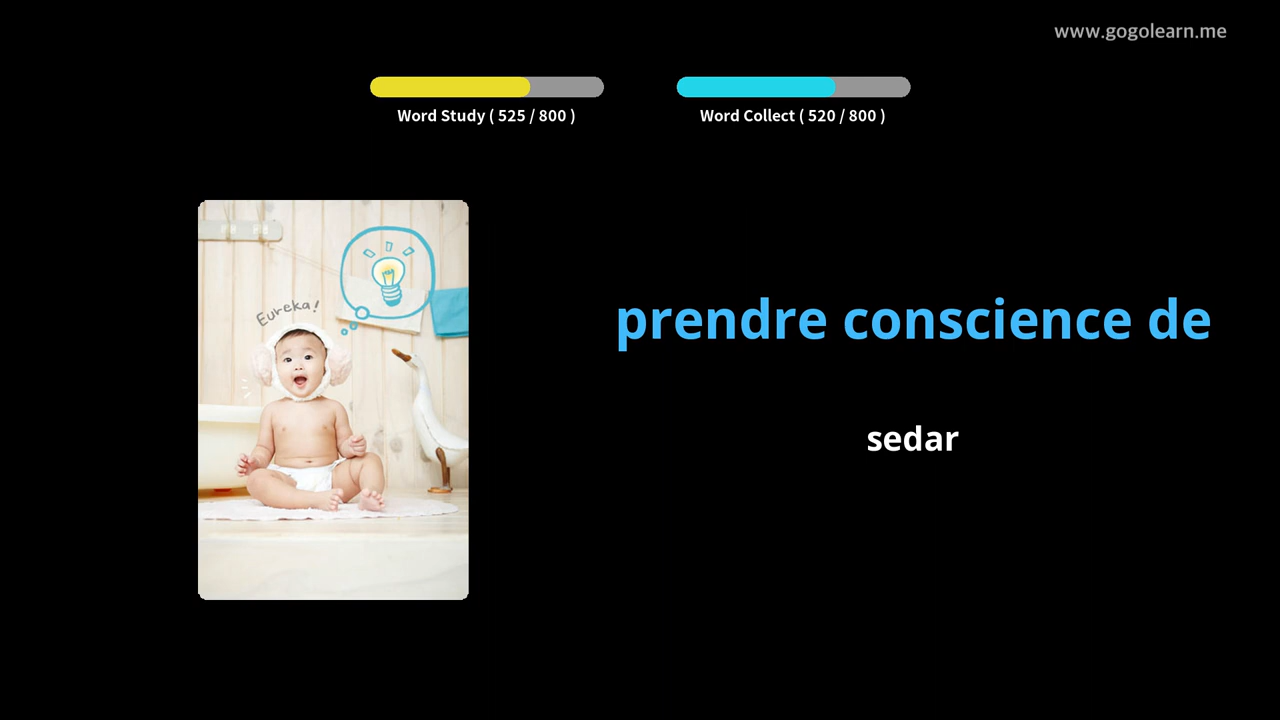 www.gogolearn.me
Word Study ( 525 / 800 )
Word Collect ( 520 / 800 )
Eureka!
prendre conscience de
sedar